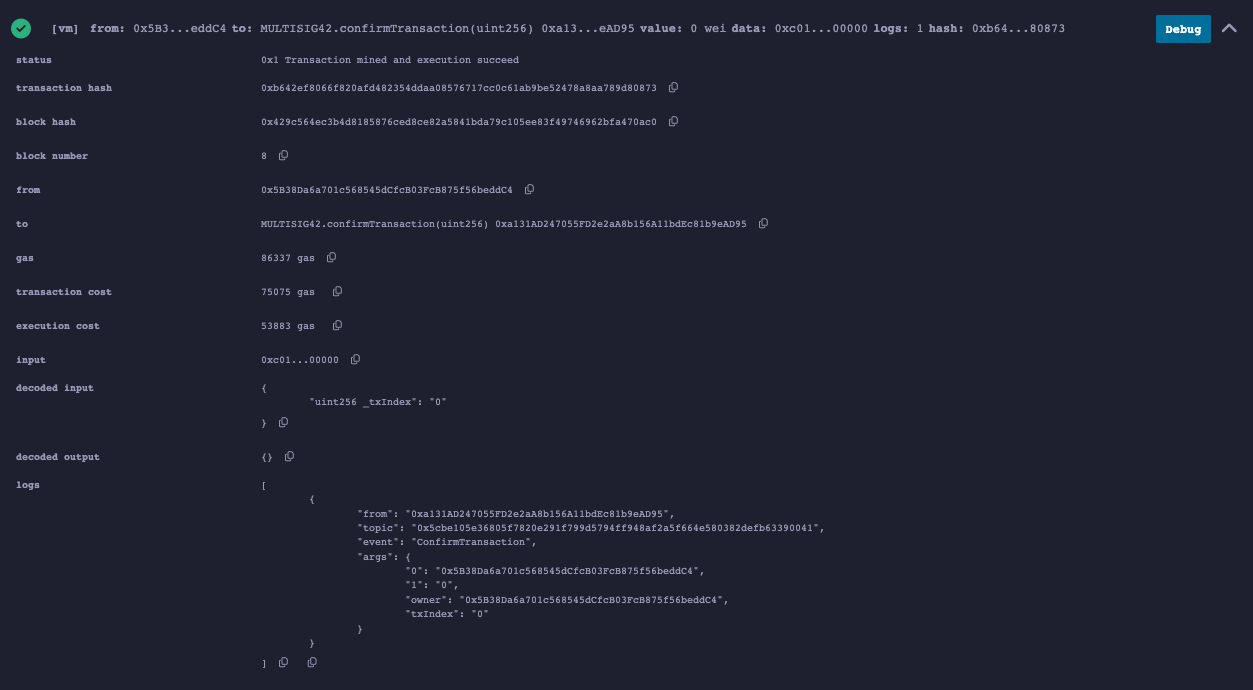 [vm] from: 0x5B3...eddC4 to: MULTISIG42.confirmTransaction(uint256) 0xa13...eAD95 value: 0 wei data: 0xc01...00000 logs: 1 hash: 0xb64...80873 Debug
status 0x1 Transaction mined and execution succeed
transaction hash 0xb642ef8066f820afd482354ddaa08576717cc0c61ab9be52478a8aa789d80873
block hash 0x429c564ec3b4d8185876ced8ce82a5841bda79c105ee83f49746962bfa470ac0
block number 8
from 0x5B38Da6a701c568545dCfcB03FcB875f56beddC4
to MULTISIG42.confirmTransaction(uint256) 0xa131AD247055FD2e2aA8b156A11bdEc81b9eAD95
gas 86337 gas
transaction cost 75075 gas
execution cost 53883 gas
input 0xc01...00000
decoded input {
"uint256 _txIndex": "0"
}
decoded output {}
logs [
{
"from": "0xa131AD247055FD2e2aA8b156A11bdEc81b9eAD95",
"topic": "0x5cbe105e36805f7820e291f799d5794ff948af2a5f664e580382defb63390041",
"event": "ConfirmTransaction",
"args": {
"0": "0x5B38Da6a701c568545dCfcB03FcB875f56beddC4",
"1": "0",
"owner": "0x5B38Da6a701c568545dCfcB03FcB875f56beddC4",
"txIndex": "0"
}
}
]